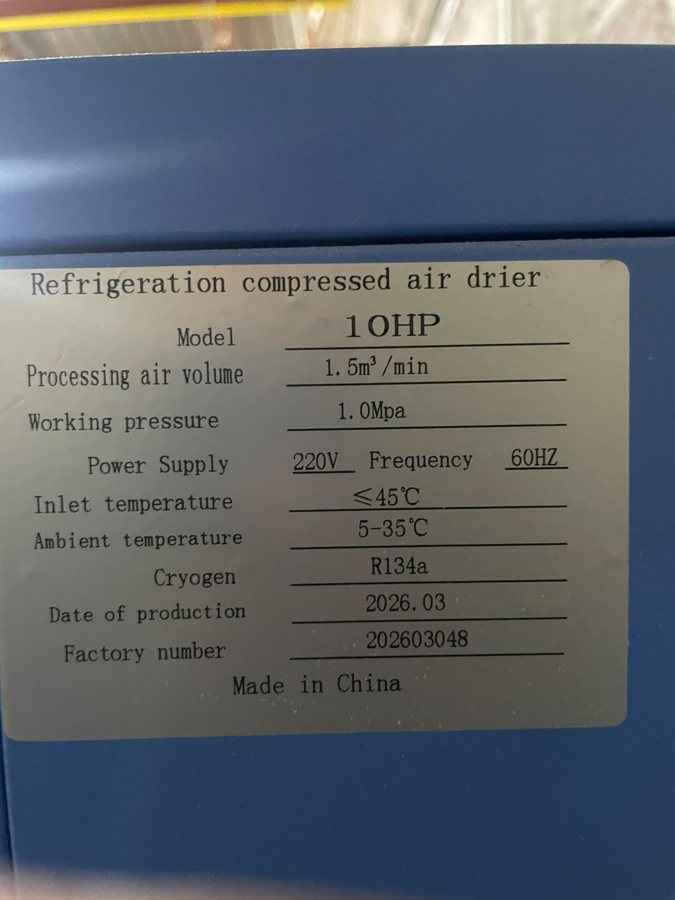 Refrigeration compressed air drier
Model 10HP
Processing air volume 1.5m³/min
Working pressure 1.0Mpa
Power Supply 220V Frequency 60HZ
Inlet temperature ≤45℃
Ambient temperature 5-35℃
Cryogen R134a
Date of production 2026.03
Factory number 202603048
Made in China